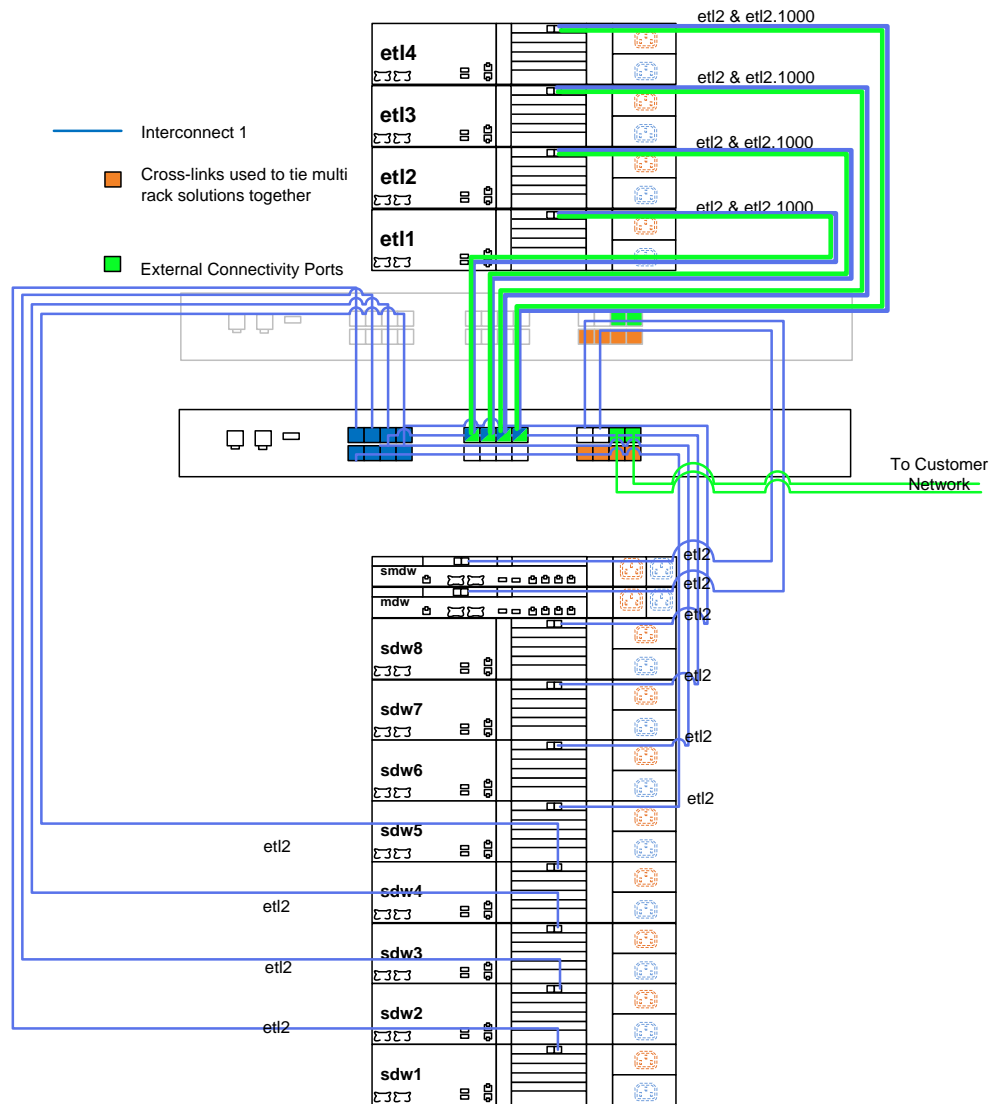 etl2 & etl2.1000
etl4
etl2 & etl2.1000
etl3
Interconnect 1
etl2 & etl2.1000
Cross-links used to tie multi
rack solutions together
etl2
etl2 & etl2.1000
etl1
External Connectivity Ports
To Customer
Network
etl2
smdw
etl2
mdw
etl2
sdw8
etl2
sdw7
etl2
sdw6
etl2
sdw5
etl2
sdw4
etl2
sdw3
etl2
sdw2
etl2
sdw1